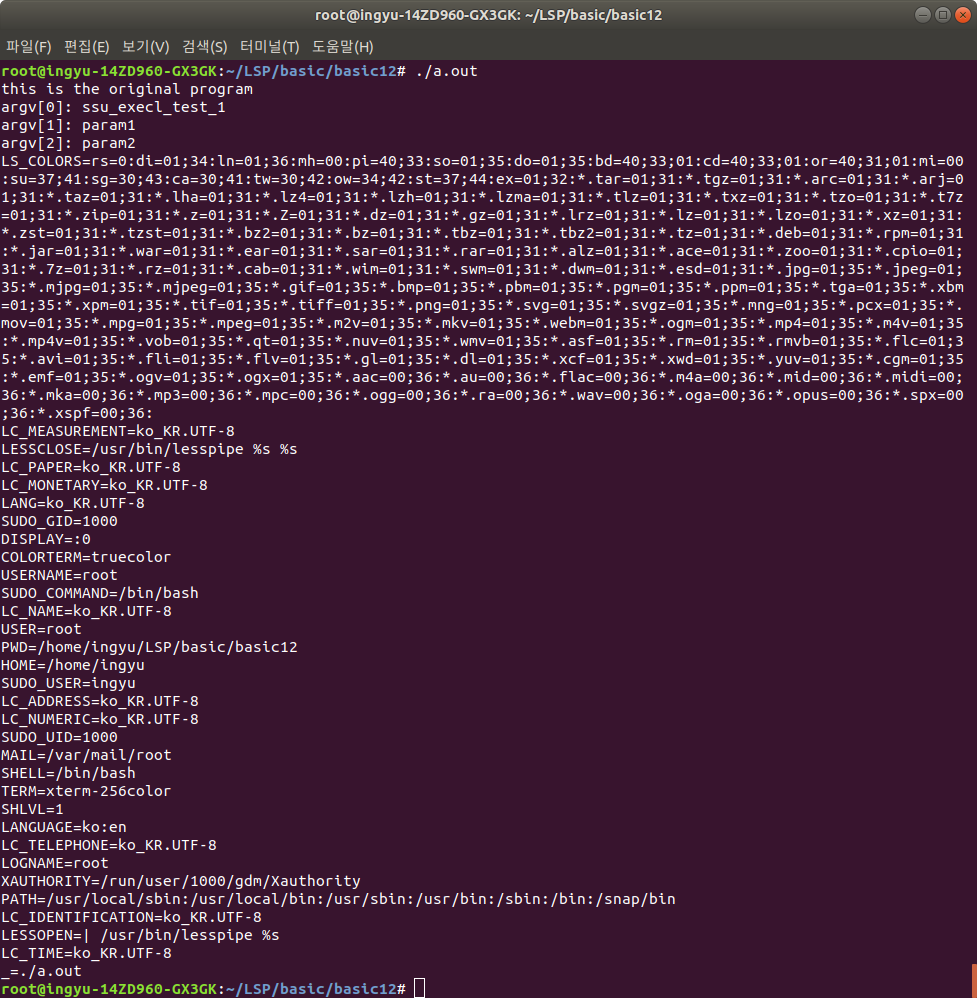 root@ingyu-14ZD960-GX3GK: ~/LSP/basic/basic12
파일(F) 편집(E) 보기(V) 검색(S) 터미널(T) 도움말(H)
root@ingyu-14ZD960-GX3GK:~/LSP/basic/basic12# ./a.out
this is the original program
argv[0]: ssu_execl_test_1
argv[1]: param1
argv[2]: param2
LS_COLORS=rs=0:di=01;34:ln=01;36:mh=00:pi=40;33:so=01;35:do=01;35:bd=40;33;01:cd=40;33;01:or=40;31;01:mi=00
:su=37;41:sg=30;43:ca=30;41:tw=30;42:ow=34;42:st=37;44:ex=01;32:*.tar=01;31:*.tgz=01;31:*.arc=01;31:*.arj=0
1;31:*.taz=01;31:*.lha=01;31:*.lz4=01;31:*.lzh=01;31:*.lzma=01;31:*.tlz=01;31:*.txz=01;31:*.tzo=01;31:*.t7z
=01;31:*.zip=01;31:*.z=01;31:*.Z=01;31:*.dz=01;31:*.gz=01;31:*.lrz=01;31:*.lz=01;31:*.lzo=01;31:*.xz=01;31:
*.zst=01;31:*.tzst=01;31:*.bz2=01;31:*.bz=01;31:*.tbz=01;31:*.tbz2=01;31:*.tz=01;31:*.deb=01;31:*.rpm=01;31
:*.jar=01;31:*.war=01;31:*.ear=01;31:*.sar=01;31:*.rar=01;31:*.alz=01;31:*.ace=01;31:*.zoo=01;31:*.cpio=01;
31:*.7z=01;31:*.rz=01;31:*.cab=01;31:*.wim=01;31:*.swm=01;31:*.dwm=01;31:*.esd=01;31:*.jpg=01;35:*.jpeg=01;
35:*.mjpg=01;35:*.mjpeg=01;35:*.gif=01;35:*.bmp=01;35:*.pbm=01;35:*.pgm=01;35:*.ppm=01;35:*.tga=01;35:*.xbm
=01;35:*.xpm=01;35:*.tif=01;35:*.tiff=01;35:*.png=01;35:*.svg=01;35:*.svgz=01;35:*.mng=01;35:*.pcx=01;35:*.
mov=01;35:*.mpg=01;35:*.mpeg=01;35:*.m2v=01;35:*.mkv=01;35:*.webm=01;35:*.ogm=01;35:*.mp4=01;35:*.m4v=01;35
:*.mp4v=01;35:*.vob=01;35:*.qt=01;35:*.nuv=01;35:*.wmv=01;35:*.asf=01;35:*.rm=01;35:*.rmvb=01;35:*.flc=01;3
5:*.avi=01;35:*.fli=01;35:*.flv=01;35:*.gl=01;35:*.dl=01;35:*.xcf=01;35:*.xwd=01;35:*.yuv=01;35:*.cgm=01;35
:*.emf=01;35:*.ogv=01;35:*.ogx=01;35:*.aac=00;36:*.au=00;36:*.flac=00;36:*.m4a=00;36:*.mid=00;36:*.midi=00;
36:*.mka=00;36:*.mp3=00;36:*.mpc=00;36:*.ogg=00;36:*.ra=00;36:*.wav=00;36:*.oga=00;36:*.opus=00;36:*.spx=00
;36:*.xspf=00;36:
LC_MEASUREMENT=ko_KR.UTF-8
LESSCLOSE=/usr/bin/lesspipe %s %s
LC_PAPER=ko_KR.UTF-8
LC_MONETARY=ko_KR.UTF-8
LANG=ko_KR.UTF-8
SUDO_GID=1000
DISPLAY=:0
COLORTERM=truecolor
USERNAME=root
SUDO_COMMAND=/bin/bash
LC_NAME=ko_KR.UTF-8
USER=root
PWD=/home/ingyu/LSP/basic/basic12
HOME=/home/ingyu
SUDO_USER=ingyu
LC_ADDRESS=ko_KR.UTF-8
LC_NUMERIC=ko_KR.UTF-8
SUDO_UID=1000
MAIL=/var/mail/root
SHELL=/bin/bash
TERM=xterm-256color
SHLVL=1
LANGUAGE=ko:en
LC_TELEPHONE=ko_KR.UTF-8
LOGNAME=root
XAUTHORITY=/run/user/1000/gdm/Xauthority
PATH=/usr/local/sbin:/usr/local/bin:/usr/sbin:/usr/bin:/sbin:/bin:/snap/bin
LC_IDENTIFICATION=ko_KR.UTF-8
LESSOPEN=| /usr/bin/lesspipe %s
LC_TIME=ko_KR.UTF-8
_=./a.out
root@ingyu-14ZD960-GX3GK:~/LSP/basic/basic12#